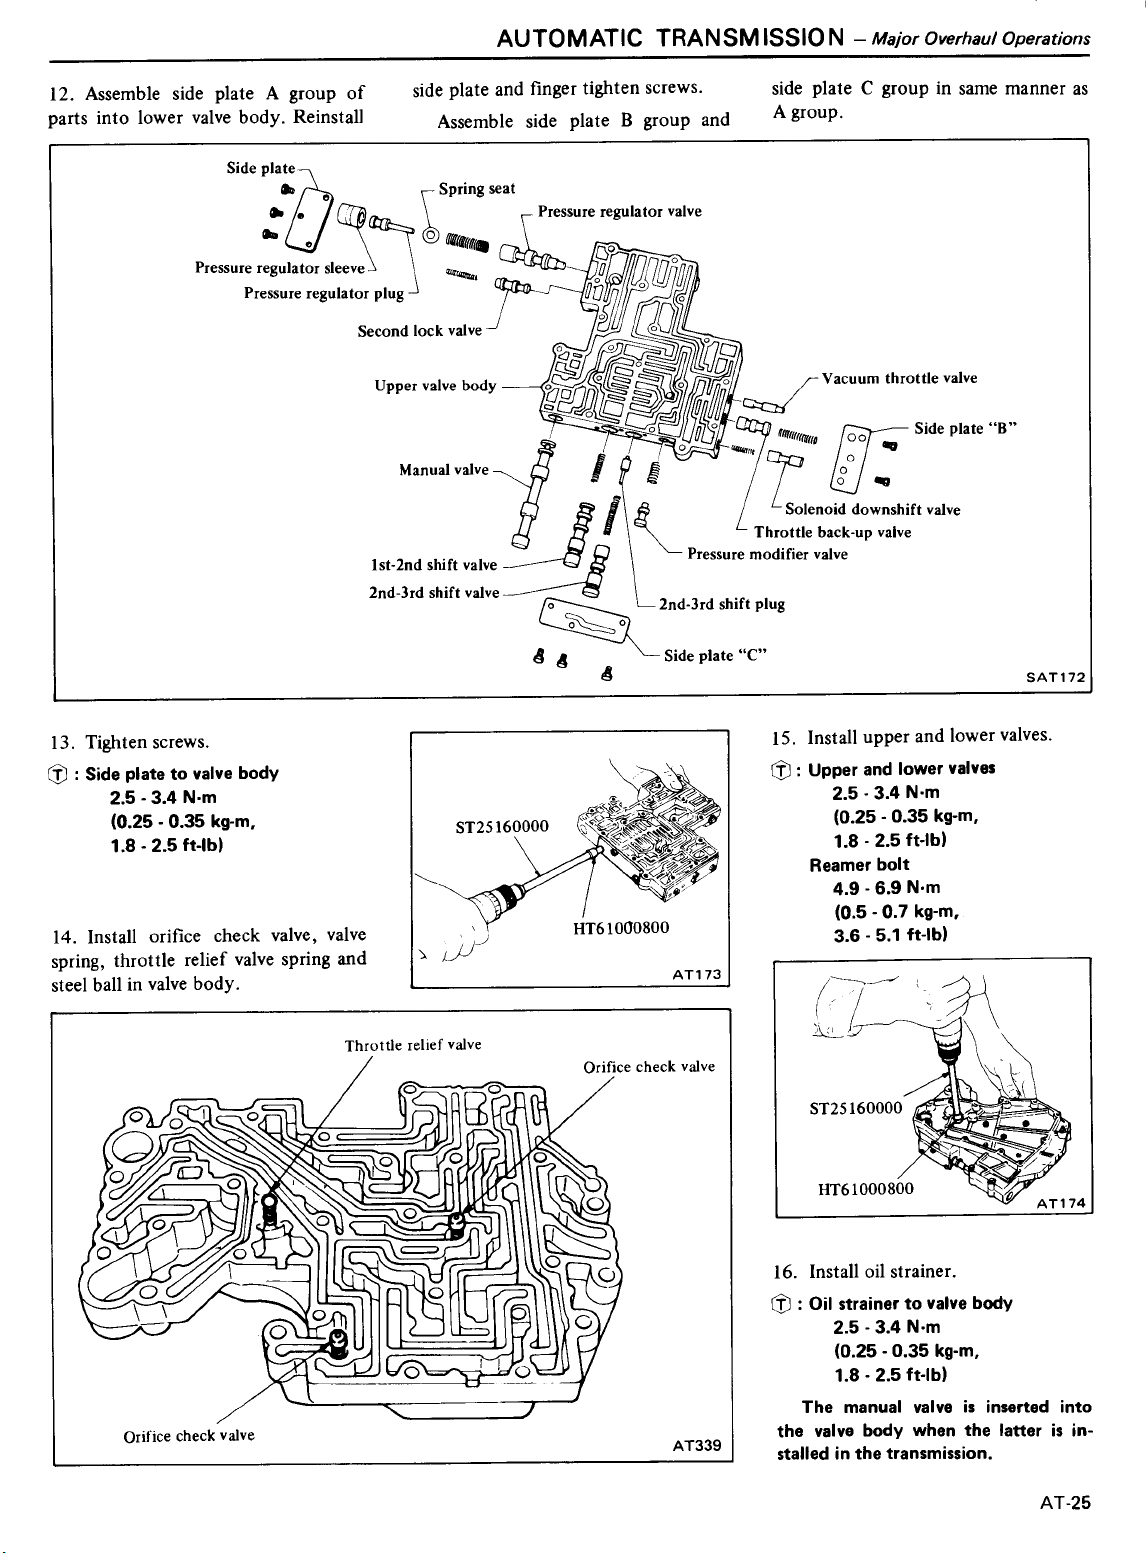 AUTOMATIC TRANSMISSION – Major Overhaul Operations
12. Assemble side plate A group of
parts into lower valve body. Reinstall
side plate and finger tighten screws.
Assemble side plate B group and
side plate C group in same manner as
A group.
Side plate
Spring seat
Pressure regulator valve
Pressure regulator sleeve
Pressure regulator plug
Second lock valve
Upper valve body
Vacuum throttle valve
Side plate “B”
Manual valve
Solenoid downshift valve
Throttle back-up valve
Pressure modifier valve
1st-2nd shift valve
2nd-3rd shift valve
2nd-3rd shift plug
Side plate “C”
SAT172
13. Tighten screws.
Ⓣ : Side plate to valve body
2.5 - 3.4 N·m
(0.25 - 0.35 kg-m,
1.8 - 2.5 ft-lb)
14. Install orifice check valve, valve
spring, throttle relief valve spring and
steel ball in valve body.
ST25160000
HT61000800
AT173
Throttle relief valve
Orifice check valve
Orifice check valve
AT339
15. Install upper and lower valves.
Ⓣ : Upper and lower valves
2.5 - 3.4 N·m
(0.25 - 0.35 kg-m,
1.8 - 2.5 ft-lb)
Reamer bolt
4.9 - 6.9 N·m
(0.5 - 0.7 kg-m,
3.6 - 5.1 ft-lb)
ST25160000
HT61000800
AT174
16. Install oil strainer.
Ⓣ : Oil strainer to valve body
2.5 - 3.4 N·m
(0.25 - 0.35 kg-m,
1.8 - 2.5 ft-lb)
The manual valve is inserted into
the valve body when the latter is in-
stalled in the transmission.
AT-25